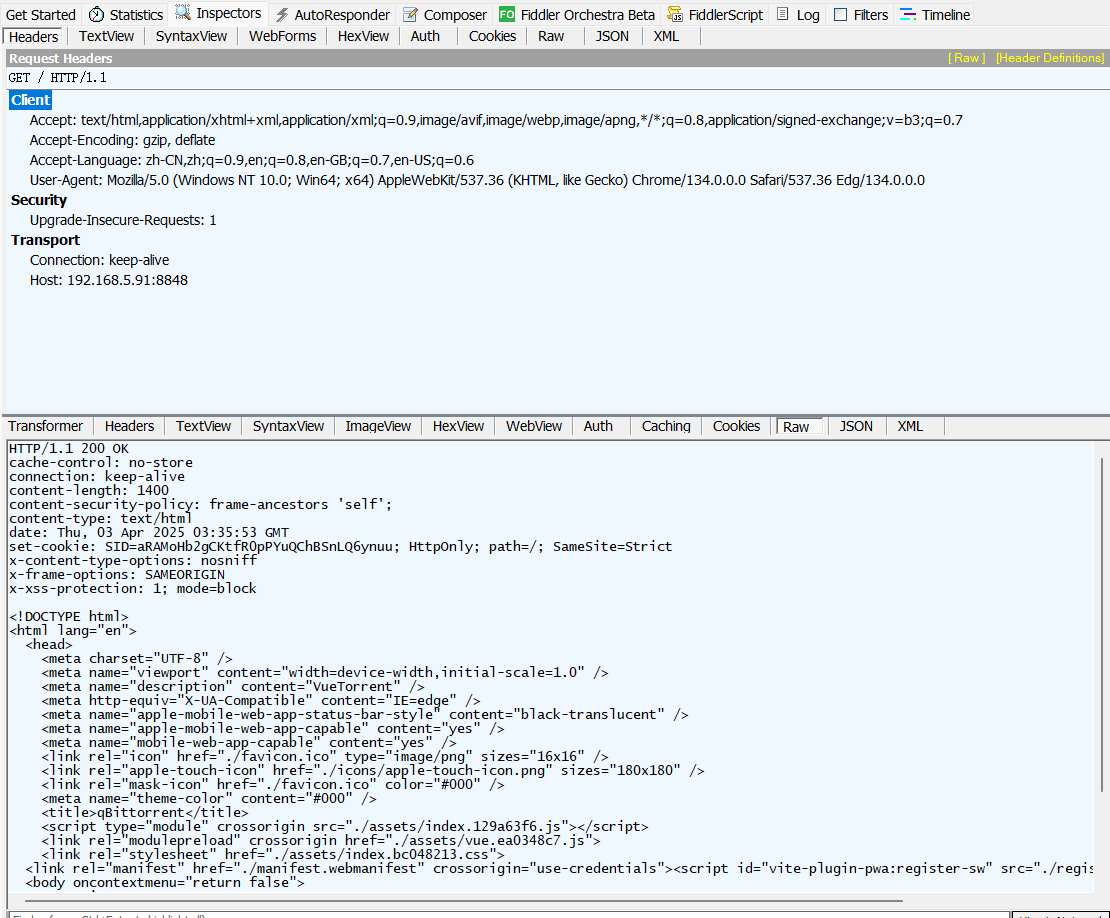 Get Started Statistics Inspectors AutoResponder Composer FO Fiddler Orchestra Beta FiddlerScript Log Filters Timeline
Headers TextView SyntaxView WebForms HexView Auth Cookies Raw JSON XML
Request Headers [ Raw ] [Header Definitions]
GET / HTTP/1.1
Client
Accept: text/html,application/xhtml+xml,application/xml;q=0.9,image/avif,image/webp,image/apng,*/*;q=0.8,application/signed-exchange;v=b3;q=0.7
Accept-Encoding: gzip, deflate
Accept-Language: zh-CN,zh;q=0.9,en;q=0.8,en-GB;q=0.7,en-US;q=0.6
User-Agent: Mozilla/5.0 (Windows NT 10.0; Win64; x64) AppleWebKit/537.36 (KHTML, like Gecko) Chrome/134.0.0.0 Safari/537.36 Edg/134.0.0.0
Security
Upgrade-Insecure-Requests: 1
Transport
Connection: keep-alive
Host: 192.168.5.91:8848
Transformer Headers TextView SyntaxView ImageView HexView WebView Auth Caching Cookies Raw JSON XML
HTTP/1.1 200 OK
cache-control: no-store
connection: keep-alive
content-length: 1400
content-security-policy: frame-ancestors 'self';
content-type: text/html
date: Thu, 03 Apr 2025 03:35:53 GMT
set-cookie: SID=aRAMoHb2gCKtfR0pPYuQChBSnLQ6ynuu; HttpOnly; path=/; SameSite=Strict
x-content-type-options: nosniff
x-frame-options: SAMEORIGIN
x-xss-protection: 1; mode=block
<!DOCTYPE html>
<html lang="en">
<head>
<meta charset="UTF-8" />
<meta name="viewport" content="width=device-width,initial-scale=1.0" />
<meta name="description" content="VueTorrent" />
<meta http-equiv="X-UA-Compatible" content="IE=edge" />
<meta name="apple-mobile-web-app-status-bar-style" content="black-translucent" />
<meta name="apple-mobile-web-app-capable" content="yes" />
<meta name="mobile-web-app-capable" content="yes" />
<link rel="icon" href="./favicon.ico" type="image/png" sizes="16x16" />
<link rel="apple-touch-icon" href="./icons/apple-touch-icon.png" sizes="180x180" />
<link rel="mask-icon" href="./favicon.ico" color="#000" />
<meta name="theme-color" content="#000" />
<title>qBittorrent</title>
<script type="module" crossorigin src="./assets/index.129a63f6.js"></script>
<link rel="modulepreload" crossorigin href="./assets/vue.ea0348c7.js">
<link rel="stylesheet" href="./assets/index.bc048213.css">
<link rel="manifest" href="./manifest.webmanifest" crossorigin="use-credentials"><script id="vite-plugin-pwa:register-sw" src="./regis
<body oncontextmenu="return false">